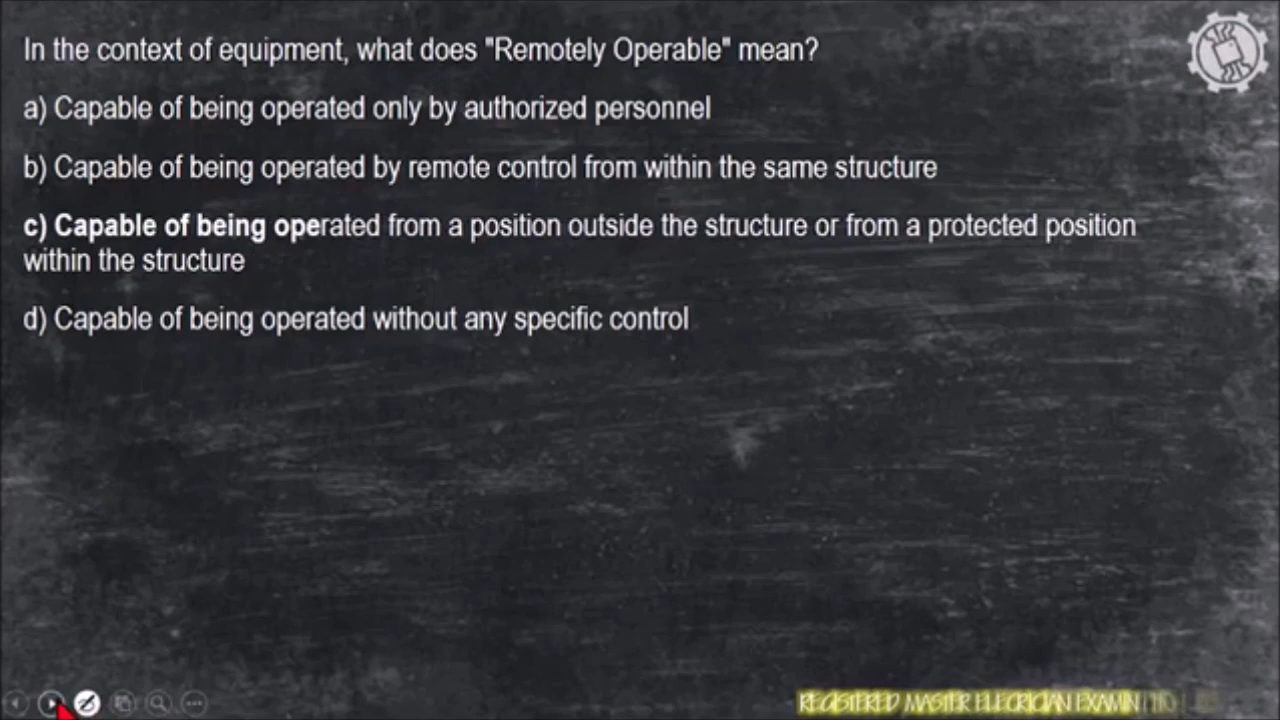 In the context of equipment, what does "Remotely Operable" mean?
a) Capable of being operated only by authorized personnel
b) Capable of being operated by remote control from within the same structure
c) Capable of being operated from a position outside the structure or from a protected position
within the structure
d) Capable of being operated without any specific control
REGISTERED MASTER ELECRICIAN EXAMIN